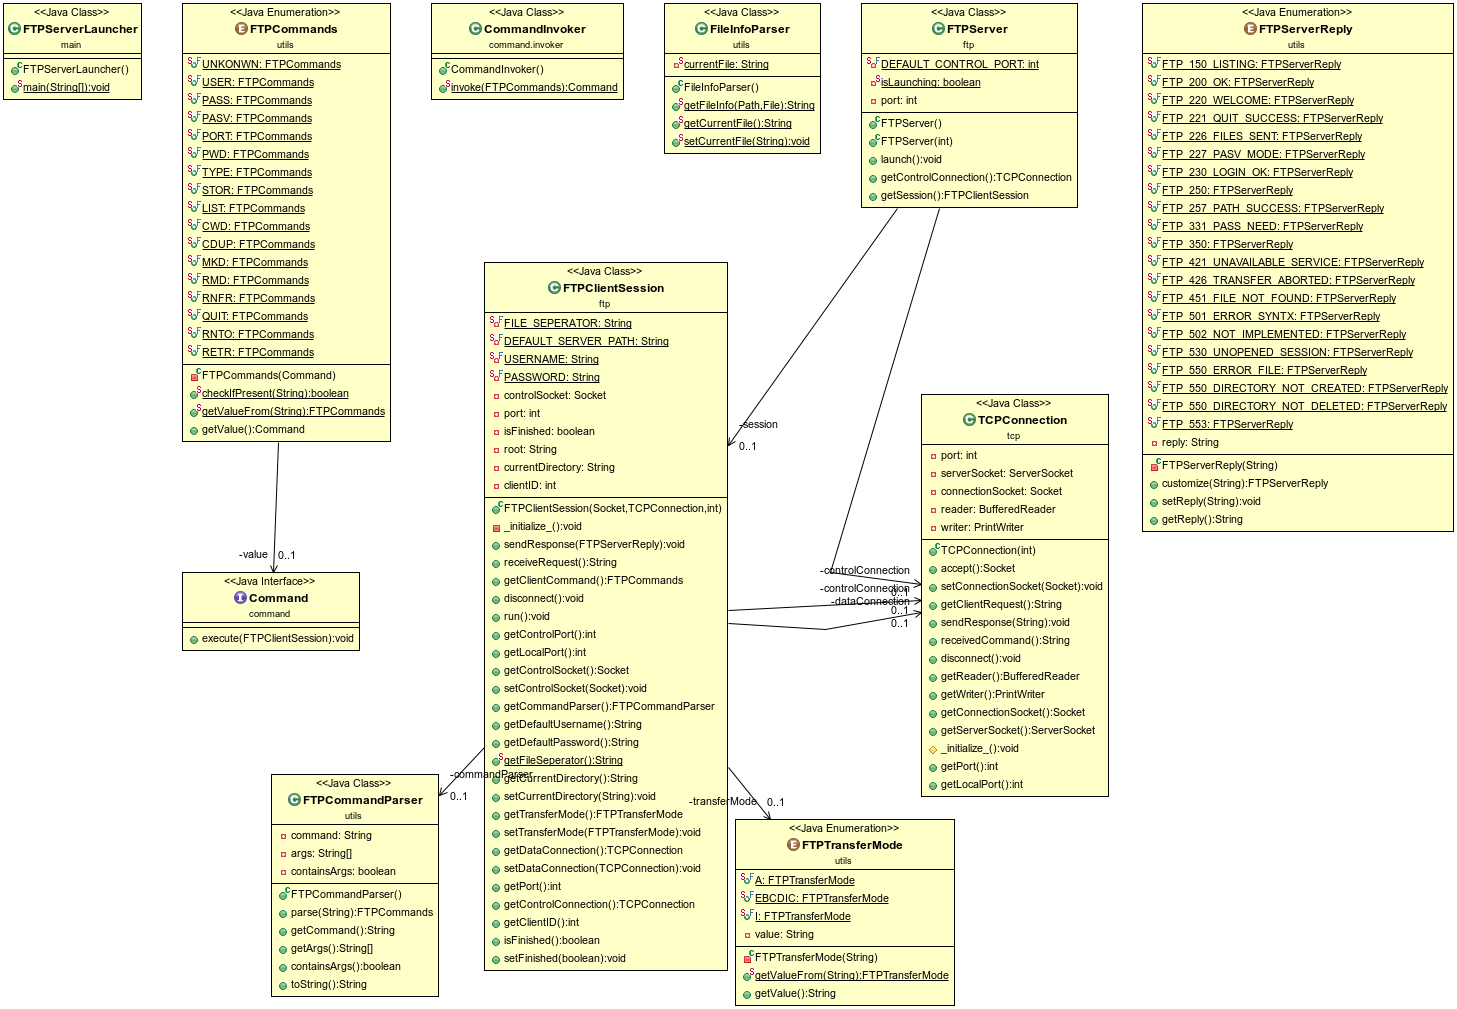 <<Java Class>>
FTPServerLauncher
main
FTPServerLauncher()
main(String[]):void
<<Java Enumeration>>
FTPCommands
utils
UNKONWN: FTPCommands
USER: FTPCommands
PASS: FTPCommands
PASV: FTPCommands
PORT: FTPCommands
PWD: FTPCommands
TYPE: FTPCommands
STOR: FTPCommands
LIST: FTPCommands
CWD: FTPCommands
CDUP: FTPCommands
MKD: FTPCommands
RMD: FTPCommands
RNFR: FTPCommands
QUIT: FTPCommands
RNTO: FTPCommands
RETR: FTPCommands
FTPCommands(Command)
checkIfPresent(String):boolean
getValueFrom(String):FTPCommands
getValue():Command
<<Java Class>>
CommandInvoker
command.invoker
CommandInvoker()
invoke(FTPCommands):Command
<<Java Class>>
FileInfoParser
utils
currentFile: String
FileInfoParser()
getFileInfo(Path,File):String
getCurrentFile():String
setCurrentFile(String):void
<<Java Class>>
FTPServer
ftp
DEFAULT_CONTROL_PORT: int
isLaunching: boolean
port: int
FTPServer()
FTPServer(int)
launch():void
getControlConnection():TCPConnection
getSession():FTPClientSession
<<Java Enumeration>>
FTPServerReply
utils
FTP_150_LISTING: FTPServerReply
FTP_200_OK: FTPServerReply
FTP_220_WELCOME: FTPServerReply
FTP_221_QUIT_SUCCESS: FTPServerReply
FTP_226_FILES_SENT: FTPServerReply
FTP_227_PASV_MODE: FTPServerReply
FTP_230_LOGIN_OK: FTPServerReply
FTP_250: FTPServerReply
FTP_257_PATH_SUCCESS: FTPServerReply
FTP_331_PASS_NEED: FTPServerReply
FTP_350: FTPServerReply
FTP_421_UNAVAILABLE_SERVICE: FTPServerReply
FTP_426_TRANSFER_ABORTED: FTPServerReply
FTP_451_FILE_NOT_FOUND: FTPServerReply
FTP_501_ERROR_SYNTX: FTPServerReply
FTP_502_NOT_IMPLEMENTED: FTPServerReply
FTP_530_UNOPENED_SESSION: FTPServerReply
FTP_550_ERROR_FILE: FTPServerReply
FTP_550_DIRECTORY_NOT_CREATED: FTPServerReply
FTP_550_DIRECTORY_NOT_DELETED: FTPServerReply
FTP_553: FTPServerReply
reply: String
FTPServerReply(String)
customize(String):FTPServerReply
setReply(String):void
getReply():String
<<Java Class>>
FTPClientSession
ftp
FILE_SEPERATOR: String
DEFAULT_SERVER_PATH: String
USERNAME: String
PASSWORD: String
controlSocket: Socket
port: int
isFinished: boolean
root: String
currentDirectory: String
clientID: int
FTPClientSession(Socket,TCPConnection,int)
_initialize_():void
sendResponse(FTPServerReply):void
receiveRequest():String
getClientCommand():FTPCommands
disconnect():void
run():void
getControlPort():int
getLocalPort():int
getControlSocket():Socket
setControlSocket(Socket):void
getCommandParser():FTPCommandParser
getDefaultUsername():String
getDefaultPassword():String
getFileSeperator():String
getCurrentDirectory():String
setCurrentDirectory(String):void
getTransferMode():FTPTransferMode
setTransferMode(FTPTransferMode):void
getDataConnection():TCPConnection
setDataConnection(TCPConnection):void
getPort():int
getControlConnection():TCPConnection
getClientID():int
isFinished():boolean
setFinished(boolean):void
-session
0..1
<<Java Class>>
TCPConnection
tcp
port: int
serverSocket: ServerSocket
connectionSocket: Socket
reader: BufferedReader
writer: PrintWriter
TCPConnection(int)
accept():Socket
setConnectionSocket(Socket):void
getClientRequest():String
sendResponse(String):void
receivedCommand():String
disconnect():void
getReader():BufferedReader
getWriter():PrintWriter
getConnectionSocket():Socket
getServerSocket():ServerSocket
_initialize_():void
getPort():int
getLocalPort():int
-controlConnection
-controlConnection
0..1
-dataConnection
0..1
0..1
-value
0..1
<<Java Interface>>
Command
command
execute(FTPClientSession):void
-commandParser
0..1
<<Java Class>>
FTPCommandParser
utils
command: String
args: String[]
containsArgs: boolean
FTPCommandParser()
parse(String):FTPCommands
getCommand():String
getArgs():String[]
containsArgs():boolean
toString():String
-transferMode
0..1
<<Java Enumeration>>
FTPTransferMode
utils
A: FTPTransferMode
EBCDIC: FTPTransferMode
I: FTPTransferMode
value: String
FTPTransferMode(String)
getValueFrom(String):FTPTransferMode
getValue():String